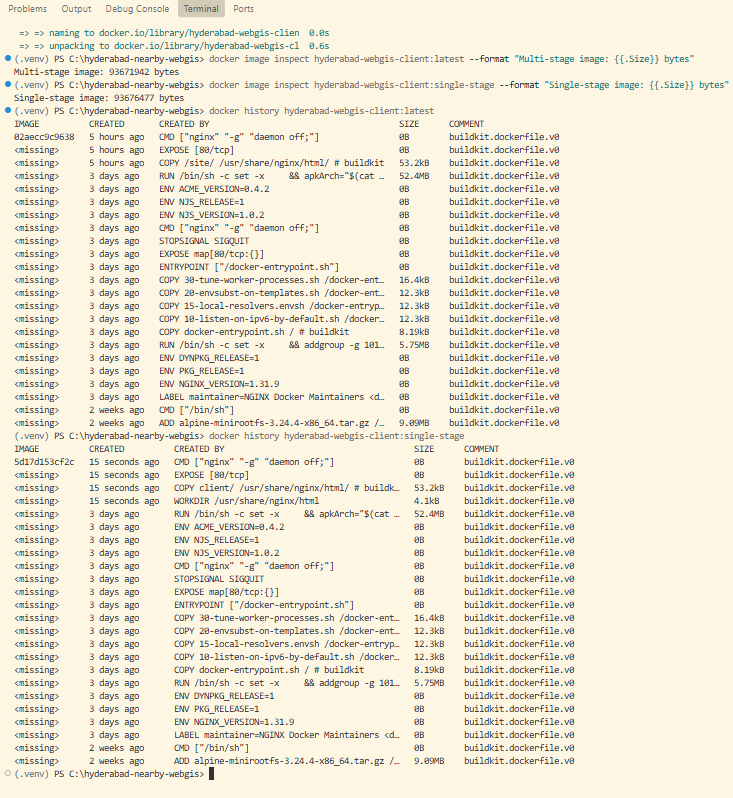 Problems Output Debug Console Terminal Ports
=> => naming to docker.io/library/hyderabad-webgis-clien 0.0s
=> => unpacking to docker.io/library/hyderabad-webgis-cl 0.6s
(.venv) PS C:\hyderabad-nearby-webgis> docker image inspect hyderabad-webgis-client:latest --format "Multi-stage image: {{.Size}} bytes"
Multi-stage image: 93671942 bytes
(.venv) PS C:\hyderabad-nearby-webgis> docker image inspect hyderabad-webgis-client:single-stage --format "Single-stage image: {{.Size}} bytes"
Single-stage image: 93676477 bytes
(.venv) PS C:\hyderabad-nearby-webgis> docker history hyderabad-webgis-client:latest
IMAGE CREATED CREATED BY SIZE COMMENT
02aecc9c9638 5 hours ago CMD ["nginx" "-g" "daemon off;"] 0B buildkit.dockerfile.v0
<missing> 5 hours ago EXPOSE [80/tcp] 0B buildkit.dockerfile.v0
<missing> 5 hours ago COPY /site/ /usr/share/nginx/html/ # buildkit 53.2kB buildkit.dockerfile.v0
<missing> 3 days ago RUN /bin/sh -c set -x && apkArch="$(cat … 52.4MB buildkit.dockerfile.v0
<missing> 3 days ago ENV ACME_VERSION=0.4.2 0B buildkit.dockerfile.v0
<missing> 3 days ago ENV NJS_RELEASE=1 0B buildkit.dockerfile.v0
<missing> 3 days ago ENV NJS_VERSION=1.0.2 0B buildkit.dockerfile.v0
<missing> 3 days ago CMD ["nginx" "-g" "daemon off;"] 0B buildkit.dockerfile.v0
<missing> 3 days ago STOPSIGNAL SIGQUIT 0B buildkit.dockerfile.v0
<missing> 3 days ago EXPOSE map[80/tcp:{}] 0B buildkit.dockerfile.v0
<missing> 3 days ago ENTRYPOINT ["/docker-entrypoint.sh"] 0B buildkit.dockerfile.v0
<missing> 3 days ago COPY 30-tune-worker-processes.sh /docker-ent… 16.4kB buildkit.dockerfile.v0
<missing> 3 days ago COPY 20-envsubst-on-templates.sh /docker-ent… 12.3kB buildkit.dockerfile.v0
<missing> 3 days ago COPY 15-local-resolvers.envsh /docker-entryp… 12.3kB buildkit.dockerfile.v0
<missing> 3 days ago COPY 10-listen-on-ipv6-by-default.sh /docker… 12.3kB buildkit.dockerfile.v0
<missing> 3 days ago COPY docker-entrypoint.sh / # buildkit 8.19kB buildkit.dockerfile.v0
<missing> 3 days ago RUN /bin/sh -c set -x && addgroup -g 101… 5.75MB buildkit.dockerfile.v0
<missing> 3 days ago ENV DYNPKG_RELEASE=1 0B buildkit.dockerfile.v0
<missing> 3 days ago ENV PKG_RELEASE=1 0B buildkit.dockerfile.v0
<missing> 3 days ago ENV NGINX_VERSION=1.31.9 0B buildkit.dockerfile.v0
<missing> 3 days ago LABEL maintainer=NGINX Docker Maintainers <d… 0B buildkit.dockerfile.v0
<missing> 2 weeks ago CMD ["/bin/sh"] 0B buildkit.dockerfile.v0
<missing> 2 weeks ago ADD alpine-minirootfs-3.24.4-x86_64.tar.gz /… 9.09MB buildkit.dockerfile.v0
(.venv) PS C:\hyderabad-nearby-webgis> docker history hyderabad-webgis-client:single-stage
IMAGE CREATED CREATED BY SIZE COMMENT
5d17d153cf2c 15 seconds ago CMD ["nginx" "-g" "daemon off;"] 0B buildkit.dockerfile.v0
<missing> 15 seconds ago EXPOSE [80/tcp] 0B buildkit.dockerfile.v0
<missing> 15 seconds ago COPY client/ /usr/share/nginx/html/ # buildk… 53.2kB buildkit.dockerfile.v0
<missing> 15 seconds ago WORKDIR /usr/share/nginx/html 4.1kB buildkit.dockerfile.v0
<missing> 3 days ago RUN /bin/sh -c set -x && apkArch="$(cat … 52.4MB buildkit.dockerfile.v0
<missing> 3 days ago ENV ACME_VERSION=0.4.2 0B buildkit.dockerfile.v0
<missing> 3 days ago ENV NJS_RELEASE=1 0B buildkit.dockerfile.v0
<missing> 3 days ago ENV NJS_VERSION=1.0.2 0B buildkit.dockerfile.v0
<missing> 3 days ago CMD ["nginx" "-g" "daemon off;"] 0B buildkit.dockerfile.v0
<missing> 3 days ago STOPSIGNAL SIGQUIT 0B buildkit.dockerfile.v0
<missing> 3 days ago EXPOSE map[80/tcp:{}] 0B buildkit.dockerfile.v0
<missing> 3 days ago ENTRYPOINT ["/docker-entrypoint.sh"] 0B buildkit.dockerfile.v0
<missing> 3 days ago COPY 30-tune-worker-processes.sh /docker-ent… 16.4kB buildkit.dockerfile.v0
<missing> 3 days ago COPY 20-envsubst-on-templates.sh /docker-ent… 12.3kB buildkit.dockerfile.v0
<missing> 3 days ago COPY 15-local-resolvers.envsh /docker-entryp… 12.3kB buildkit.dockerfile.v0
<missing> 3 days ago COPY 10-listen-on-ipv6-by-default.sh /docker… 12.3kB buildkit.dockerfile.v0
<missing> 3 days ago COPY docker-entrypoint.sh / # buildkit 8.19kB buildkit.dockerfile.v0
<missing> 3 days ago RUN /bin/sh -c set -x && addgroup -g 101… 5.75MB buildkit.dockerfile.v0
<missing> 3 days ago ENV DYNPKG_RELEASE=1 0B buildkit.dockerfile.v0
<missing> 3 days ago ENV PKG_RELEASE=1 0B buildkit.dockerfile.v0
<missing> 3 days ago ENV NGINX_VERSION=1.31.9 0B buildkit.dockerfile.v0
<missing> 3 days ago LABEL maintainer=NGINX Docker Maintainers <d… 0B buildkit.dockerfile.v0
<missing> 2 weeks ago CMD ["/bin/sh"] 0B buildkit.dockerfile.v0
<missing> 2 weeks ago ADD alpine-minirootfs-3.24.4-x86_64.tar.gz /… 9.09MB buildkit.dockerfile.v0
(.venv) PS C:\hyderabad-nearby-webgis>